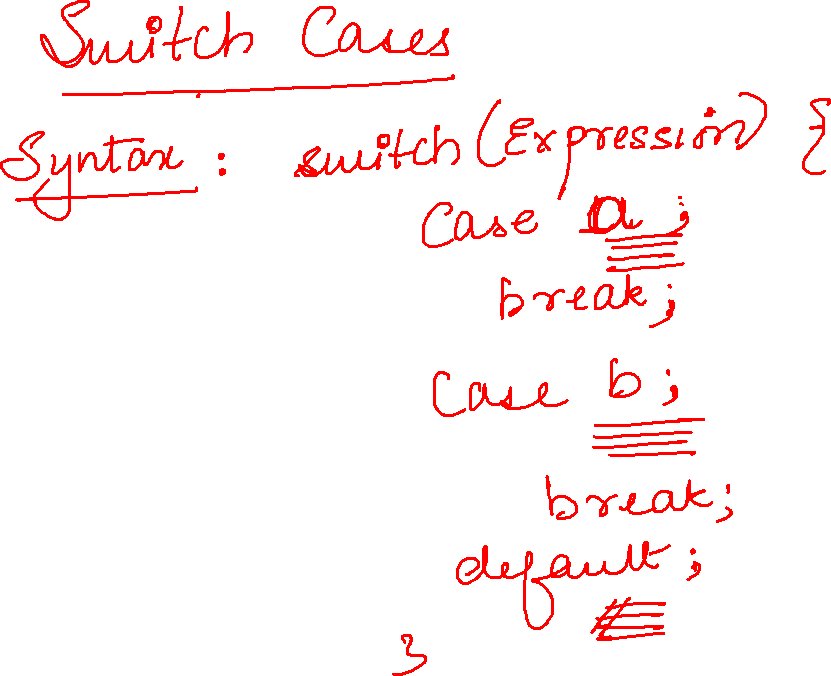 Switch Cases
Syntax : switch (Expression) {
case a ;
break;
case b ;
break;
default ;
}